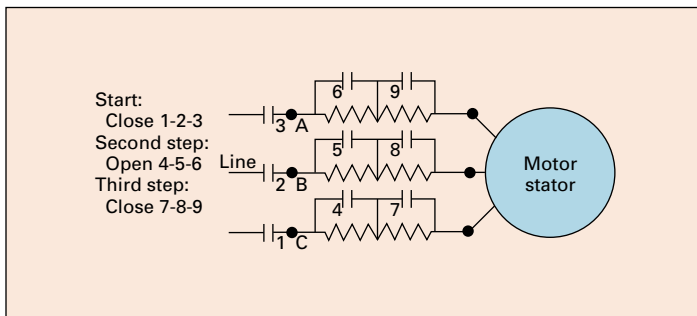 Start:
Close 1-2-3
Second step:
Open 4-5-6
Third step:
Close 7-8-9
Line
6 9
3 A
5 8
2 B
4 7
1 C
Motor
stator